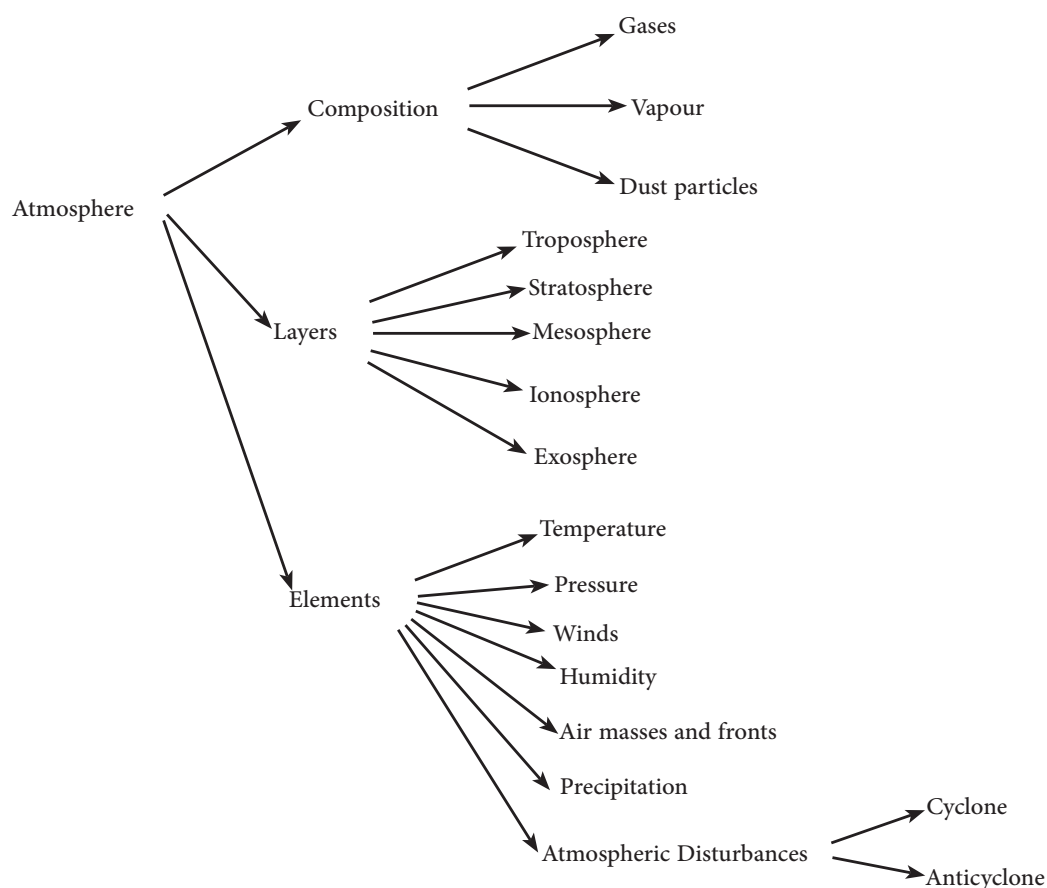 Atmosphere
Composition
Gases
Vapour
Dust particles
Layers
Troposphere
Stratosphere
Mesosphere
Ionosphere
Exosphere
Elements
Temperature
Pressure
Winds
Humidity
Air masses and fronts
Precipitation
Atmospheric Disturbances
Cyclone
Anticyclone